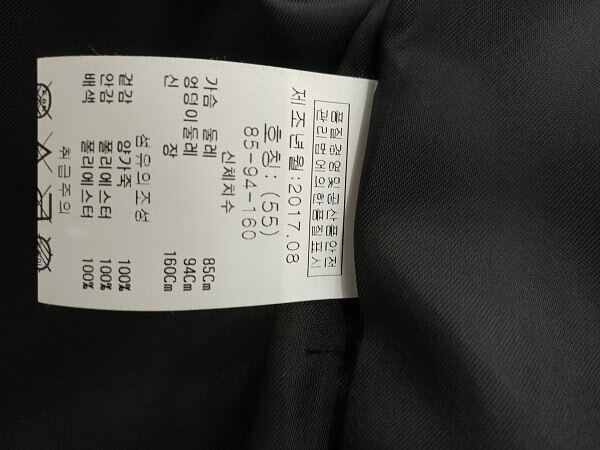 품질경영및공산품안전
관리법에의한품질표시
제조년월:2017.08
호칭: (55)
85-94-160
신체치수
가슴 둘레 85Cm
엉덩이둘레 94Cm
신 장 160Cm
섬유의조성
겉감 양가죽 100%
안감 폴리에스터 100%
배색 폴리에스터 100%
취급주의